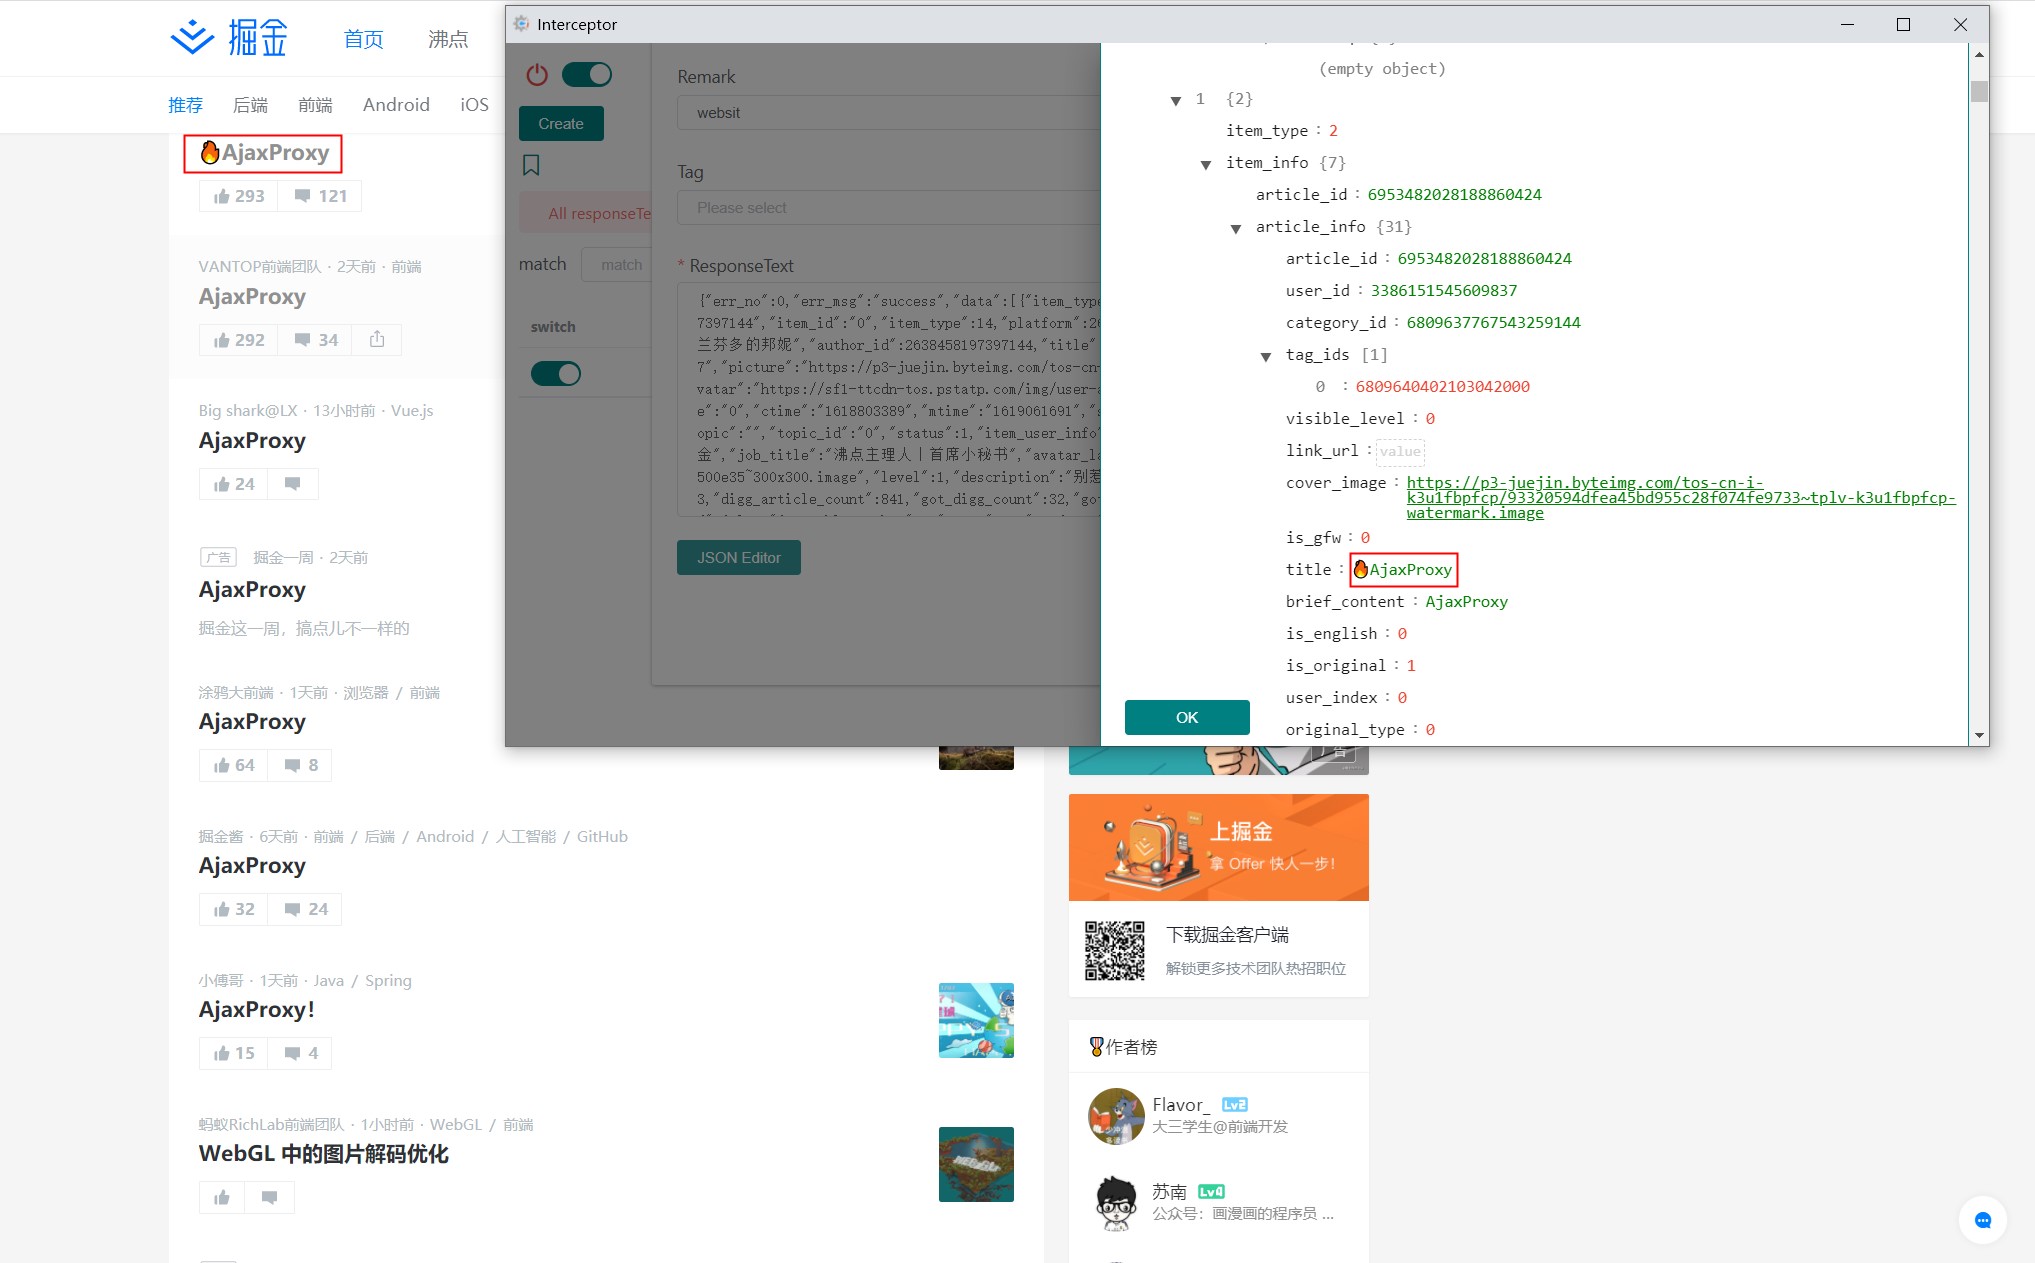 掘金
首页
沸点
推荐
后端
前端
Android
iOS
🔥AjaxProxy
293
121
VANTOP前端团队 · 2天前 · 前端
AjaxProxy
292
34
Big shark@LX · 13小时前 · Vue.js
AjaxProxy
24
广告
掘金一周 · 2天前
AjaxProxy
掘金这一周，搞点儿不一样的
涂鸦大前端 · 1天前 · 浏览器 / 前端
AjaxProxy
64
8
掘金酱 · 6天前 · 前端 / 后端 / Android / 人工智能 / GitHub
AjaxProxy
32
24
小傅哥 · 1天前 · Java / Spring
AjaxProxy！
15
4
蚂蚁RichLab前端团队 · 1小时前 · WebGL / 前端
WebGL 中的图片解码优化
Interceptor
Create
All responseTe
match
match
switch
Remark
websit
Tag
Please select
* ResponseText
{"err_no":0,"err_msg":"success","data":[{"item_type
7397144","item_id":"0","item_type":14,"platform":26
兰芬多的邦妮","author_id":2638458197397144,"title"
7","picture":"https://p3-juejin.byteimg.com/tos-cn-
vatar":"https://sf1-ttcdn-tos.pstatp.com/img/user-a
e":"0","ctime":"1618803389","mtime":"1619061691","s
opic":"","topic_id":"0","status":1,"item_user_info"
金","job_title":"沸点主理人丨首席小秘书","avatar_la
500e35~300x300.image","level":1,"description":"别惹
3,"digg_article_count":841,"got_digg_count":32,"got
JSON Editor
(empty object)
1 {2}
item_type : 2
item_info {7}
article_id : 6953482028188860424
article_info {31}
article_id : 6953482028188860424
user_id : 3386151545609837
category_id : 6809637767543259144
tag_ids [1]
0 : 6809640402103042000
visible_level : 0
link_url : value
cover_image : https://p3-juejin.byteimg.com/tos-cn-i-
k3u1fbpfcp/93320594dfea45bd955c28f074fe9733~tplv-k3u1fbpfcp-
watermark.image
is_gfw : 0
title : 🔥AjaxProxy
brief_content : AjaxProxy
is_english : 0
is_original : 1
user_index : 0
original_type : 0
OK
广告
上掘金
拿 Offer 快人一步！
下载掘金客户端
解锁更多技术团队热招职位
🎖️作者榜
Flavor_ Lv2
大三学生@前端开发
苏南 Lv4
公众号：画漫画的程序员 ...